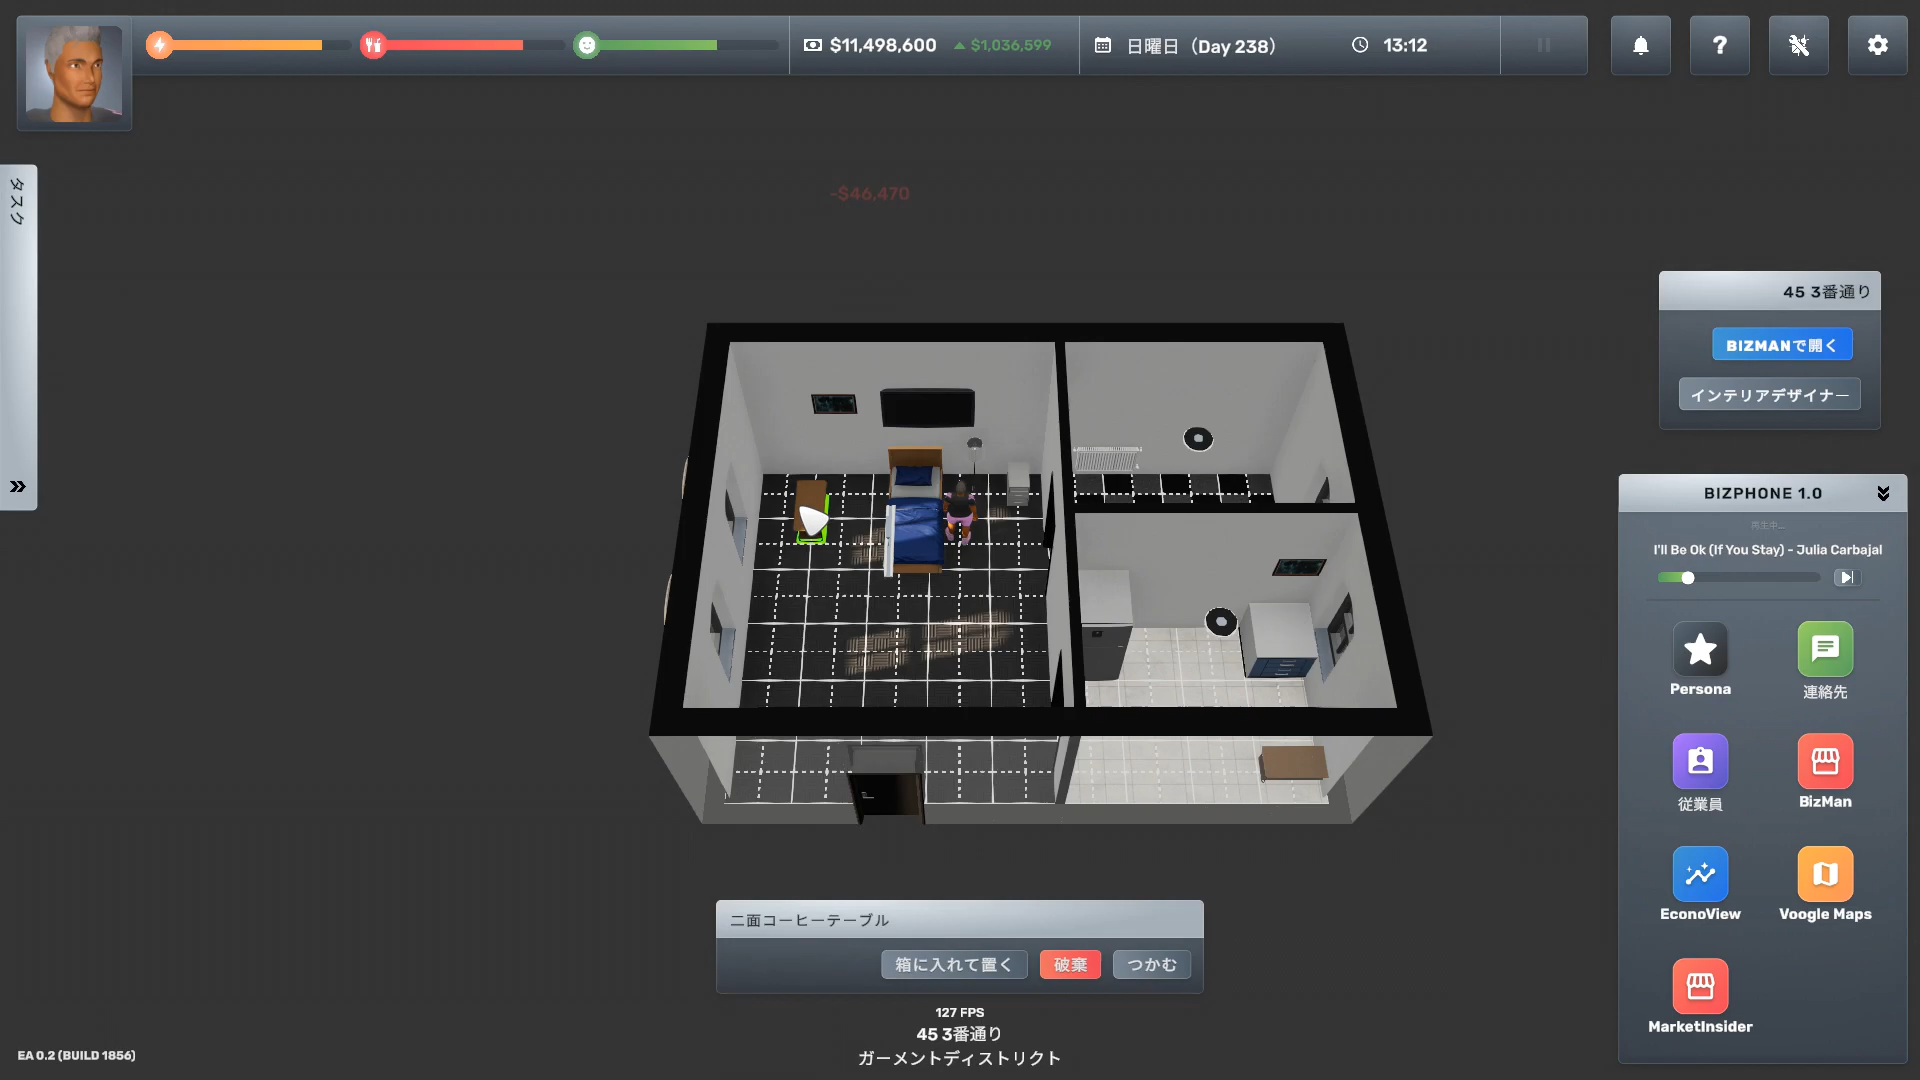 $11,498,600
$1,036,599
日曜日（Day 238）
13:12
?
タスク
-$46,470
45 3番通り
BIZMANで開く
インテリアデザイナー
BIZPHONE 1.0
再生中...
I'll Be Ok (If You Stay) - Julia Carbajal
Persona
連絡先
従業員
BizMan
EconoView
Voogle Maps
MarketInsider
二面コーヒーテーブル
箱に入れて置く
破棄
つかむ
127 FPS
45 3番通り
ガーメントディストリクト
EA 0.2 (BUILD 1856)